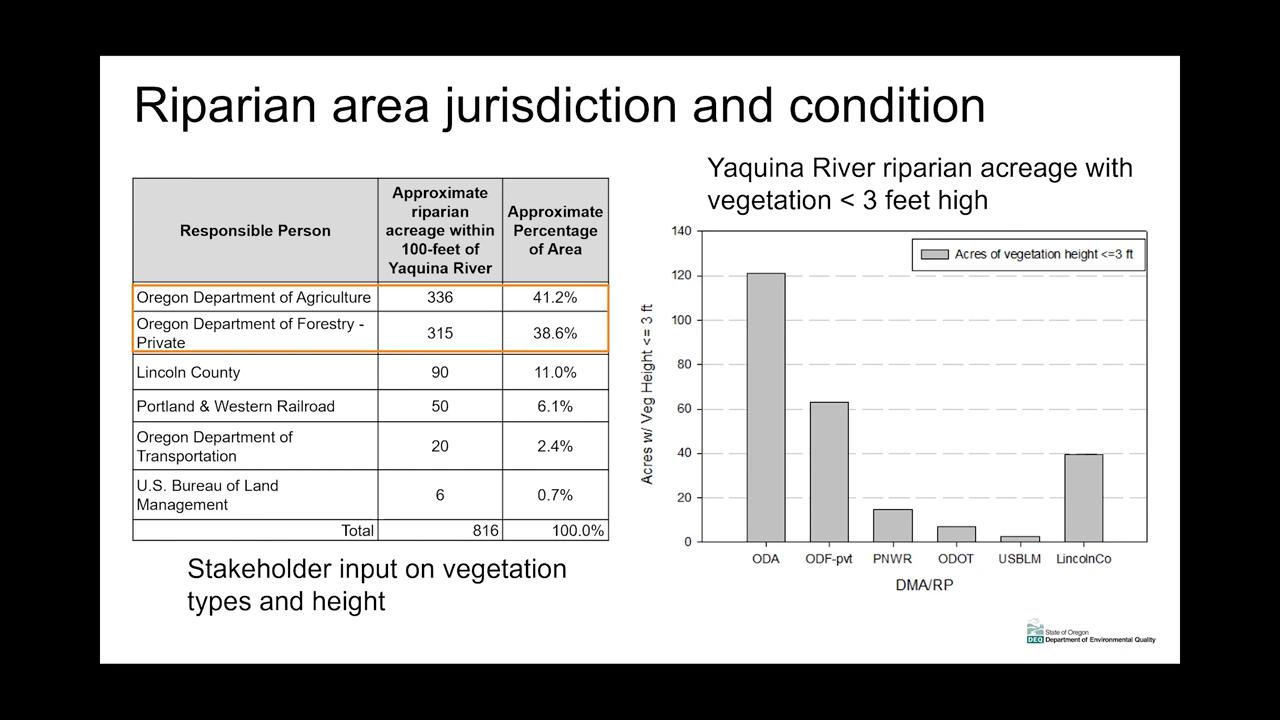 Riparian area jurisdiction and condition
Responsible Person
Approximate
riparian
acreage within
100-feet of
Yaquina River
Approximate
Percentage
of Area
Oregon Department of Agriculture
336
41.2%
Oregon Department of Forestry -
Private
315
38.6%
Lincoln County
90
11.0%
Portland & Western Railroad
50
6.1%
Oregon Department of
Transportation
20
2.4%
U.S. Bureau of Land
Management
6
0.7%
Total
816
100.0%
Stakeholder input on vegetation
types and height
Yaquina River riparian acreage with
vegetation < 3 feet high
Acres of vegetation height <=3 ft
Acres w/ Veg Height <= 3 ft
140
120
100
80
60
40
20
0
ODA
ODF-pvt
PNWR
ODOT
USBLM
LincolnCo
DMA/RP
DEQ
State of Oregon
Department of Environmental Quality